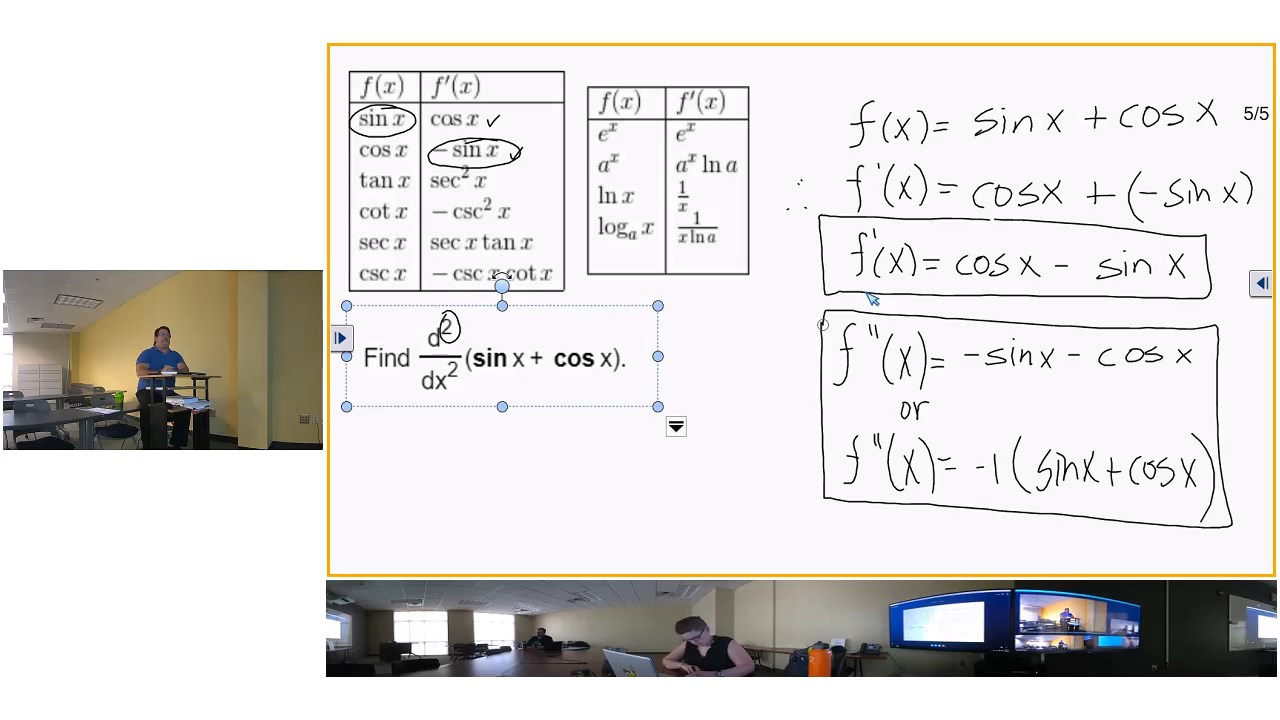 f(x) f′(x)
sin x cos x ✓
cos x − sin x ✓
tan x sec² x
cot x − csc² x
sec x sec x tan x
csc x − csc x cot x
f(x) f′(x)
eˣ eˣ
aˣ aˣ ln a
ln x 1/x
logₐ x 1/(x ln a)
Find d²/dx² (sin x + cos x).
5/5
f(x) = sin x + cos x
∴ f'(x) = cos x + (-sin x)
f'(x) = cos x - sin x
f"(x) = -sin x - cos x
or
f"(x) = -1 (sin x + cos x)